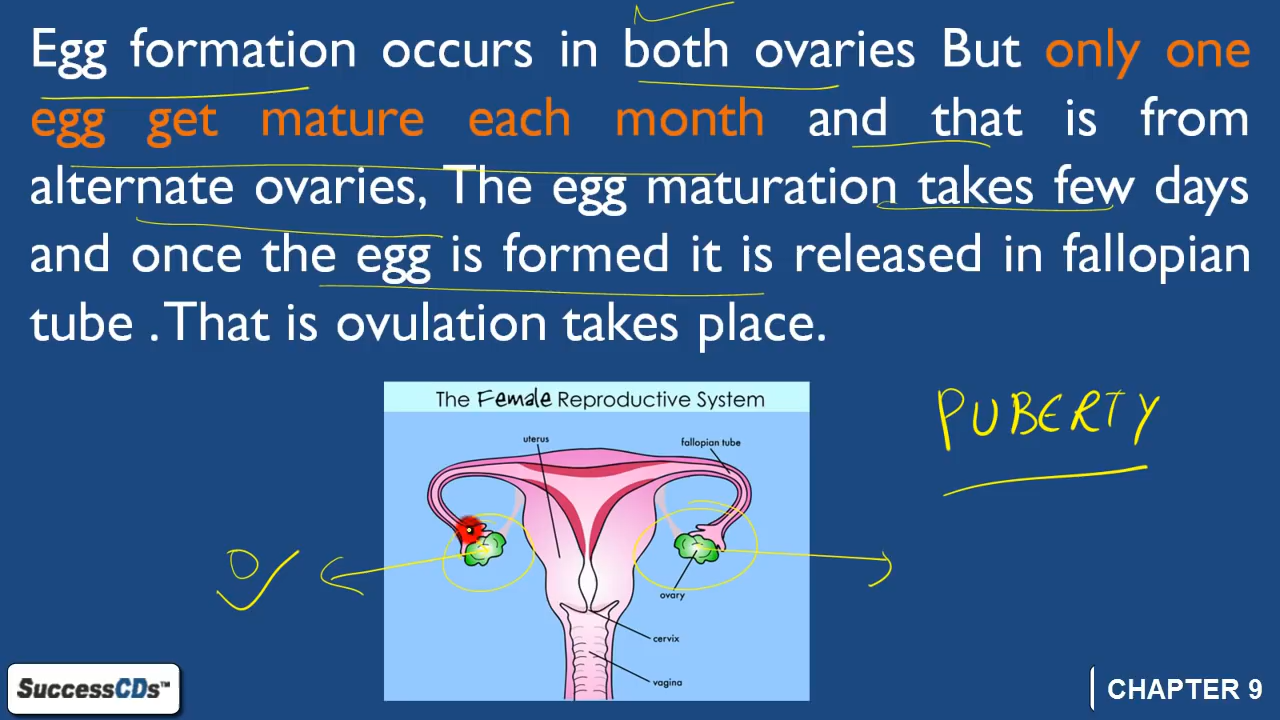 Egg formation occurs in both ovaries But only one
egg get mature each month and that is from
alternate ovaries, The egg maturation takes few days
and once the egg is formed it is released in fallopian
tube . That is ovulation takes place.
The Female Reproductive System
uterus
fallopian tube
PUBERTY
ovary
cervix
vagina
SuccessCDs™
CHAPTER 9